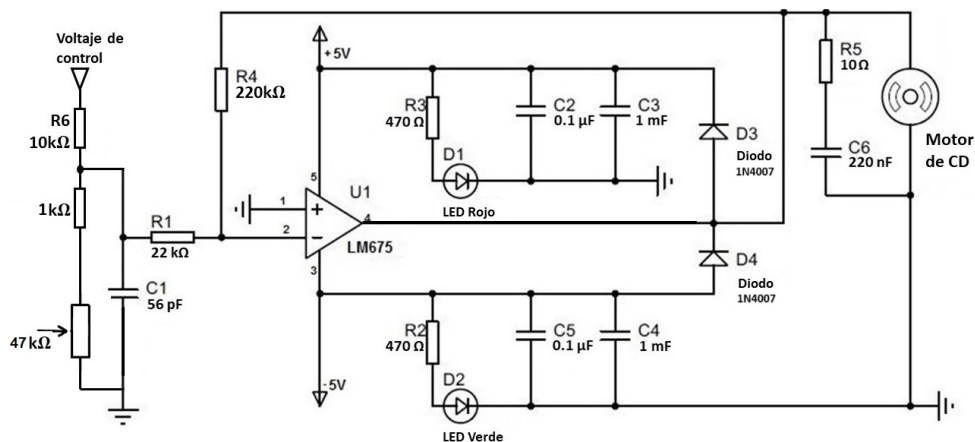 Voltaje de
control
R6
10kΩ
1kΩ
47kΩ
R1
22 kΩ
C1
56 pF
R4
220kΩ
+5V
R3
470 Ω
D1
LED Rojo
C2
0.1 µF
C3
1 mF
D3
Diodo
1N4007
R5
10Ω
C6
220 nF
Motor
de CD
5
U1
1
+
2
−
4
LM675
3
D4
Diodo
1N4007
R2
470 Ω
D2
LED Verde
C5
0.1 µF
C4
1 mF
-5V